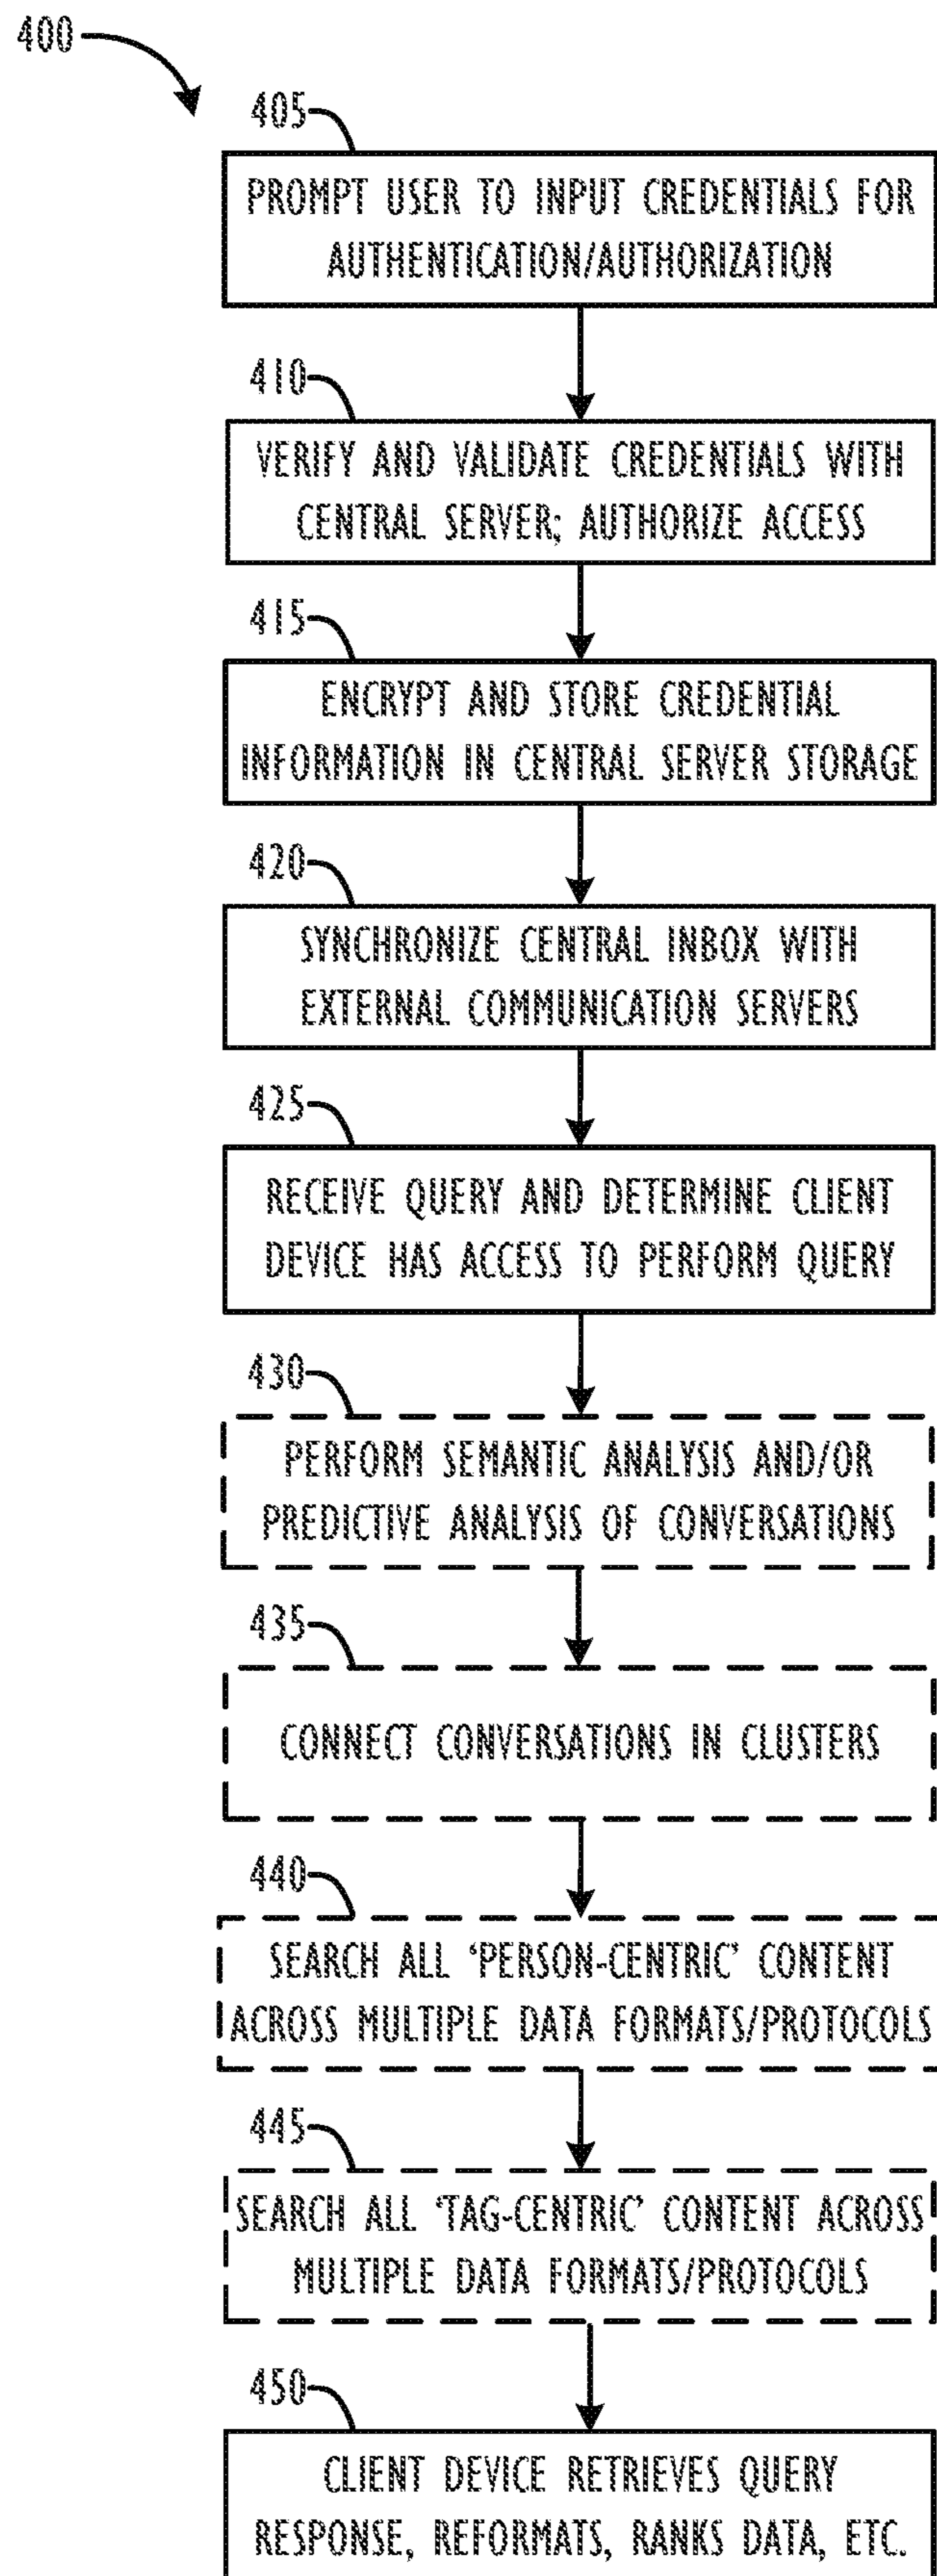 400
405
PROMPT USER TO INPUT CREDENTIALS FOR
AUTHENTICATION/AUTHORIZATION
410
VERIFY AND VALIDATE CREDENTIALS WITH
CENTRAL SERVER; AUTHORIZE ACCESS
415
ENCRYPT AND STORE CREDENTIAL
INFORMATION IN CENTRAL SERVER STORAGE
420
SYNCHRONIZE CENTRAL INBOX WITH
EXTERNAL COMMUNICATION SERVERS
425
RECEIVE QUERY AND DETERMINE CLIENT
DEVICE HAS ACCESS TO PERFORM QUERY
430
PERFORM SEMANTIC ANALYSIS AND/OR
PREDICTIVE ANALYSIS OF CONVERSATIONS
435
CONNECT CONVERSATIONS IN CLUSTERS
440
SEARCH ALL ‘PERSON-CENTRIC’ CONTENT
ACROSS MULTIPLE DATA FORMATS/PROTOCOLS
445
SEARCH ALL ‘TAG-CENTRIC’ CONTENT ACROSS
MULTIPLE DATA FORMATS/PROTOCOLS
450
CLIENT DEVICE RETRIEVES QUERY
RESPONSE, REFORMATS, RANKS DATA, ETC.